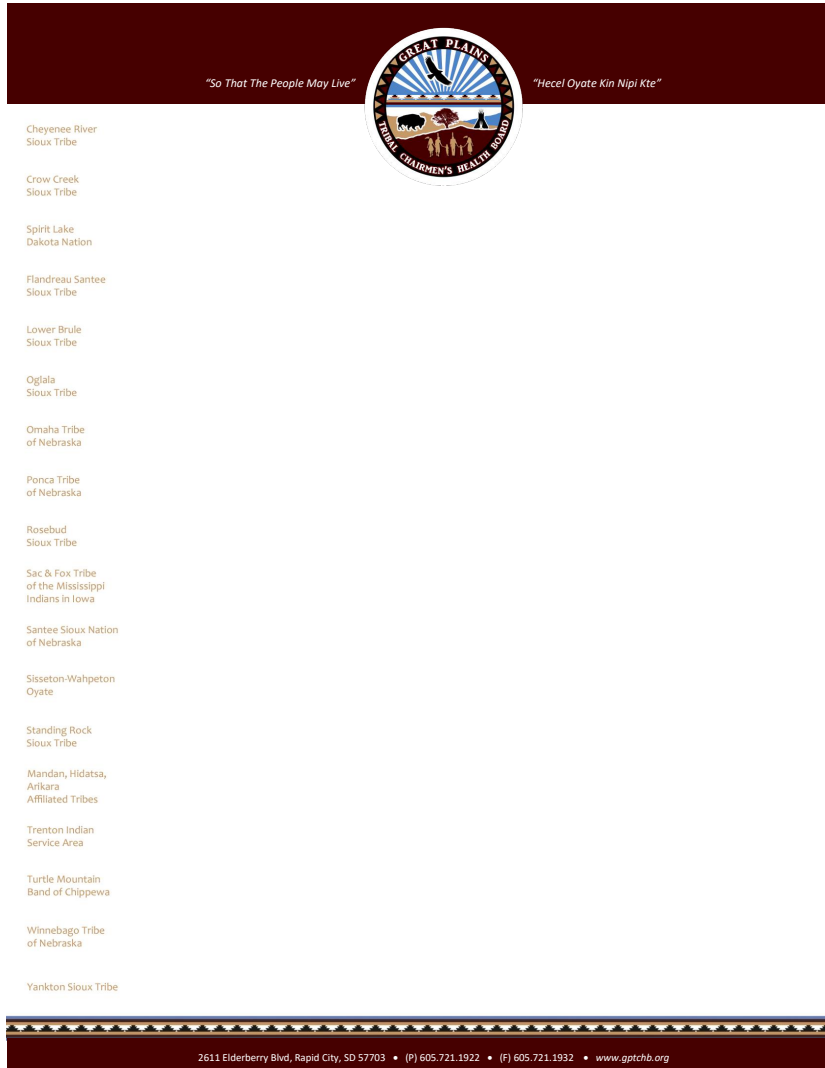 “So That The People May Live”
GREAT PLAINS
TRIBAL CHAIRMEN'S HEALTH BOARD
“Hecel Oyate Kin Nipi Kte”
Cheyenee River
Sioux Tribe
Crow Creek
Sioux Tribe
Spirit Lake
Dakota Nation
Flandreau Santee
Sioux Tribe
Lower Brule
Sioux Tribe
Oglala
Sioux Tribe
Omaha Tribe
of Nebraska
Ponca Tribe
of Nebraska
Rosebud
Sioux Tribe
Sac & Fox Tribe
of the Mississippi
Indians in Iowa
Santee Sioux Nation
of Nebraska
Sisseton-Wahpeton
Oyate
Standing Rock
Sioux Tribe
Mandan, Hidatsa,
Arikara
Affiliated Tribes
Trenton Indian
Service Area
Turtle Mountain
Band of Chippewa
Winnebago Tribe
of Nebraska
Yankton Sioux Tribe
2611 Elderberry Blvd, Rapid City, SD 57703 • (P) 605.721.1922 • (F) 605.721.1932 • www.gptchb.org